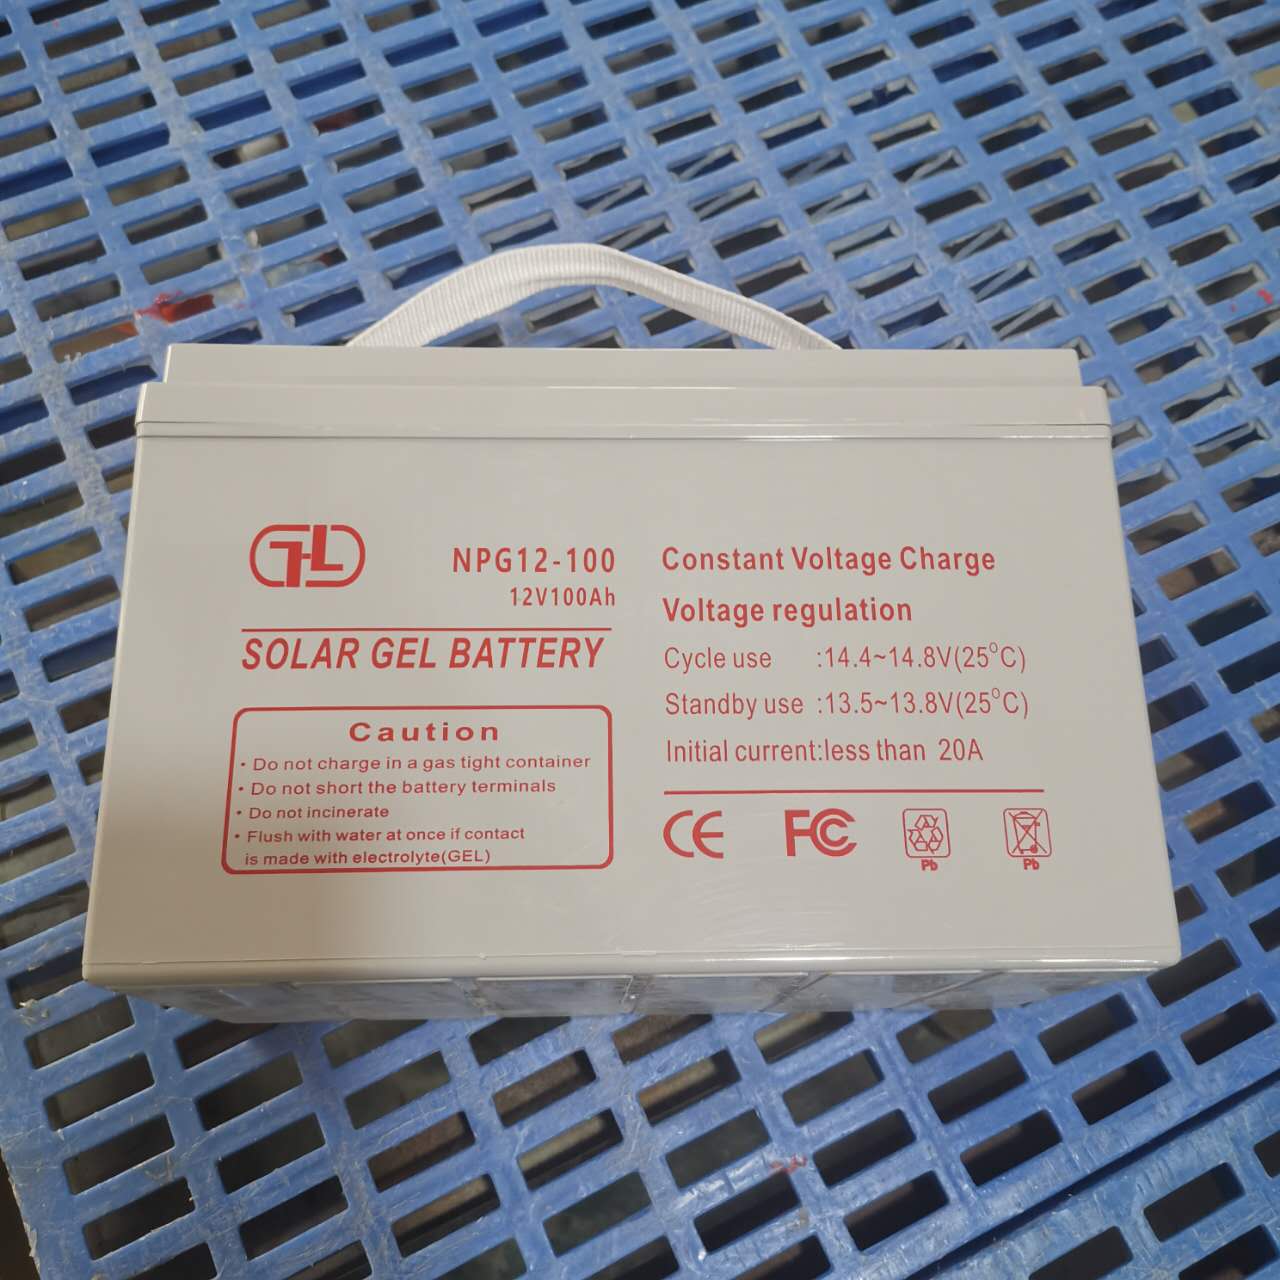 THL
NPG12-100
12V100Ah
SOLAR GEL BATTERY
Caution
• Do not charge in a gas tight container
• Do not short the battery terminals
• Do not incinerate
• Flush with water at once if contact
is made with electrolyte(GEL)
Constant Voltage Charge
Voltage regulation
Cycle use :14.4~14.8V(25°C)
Standby use :13.5~13.8V(25°C)
Initial current:less than 20A
CE FC
Pb Pb